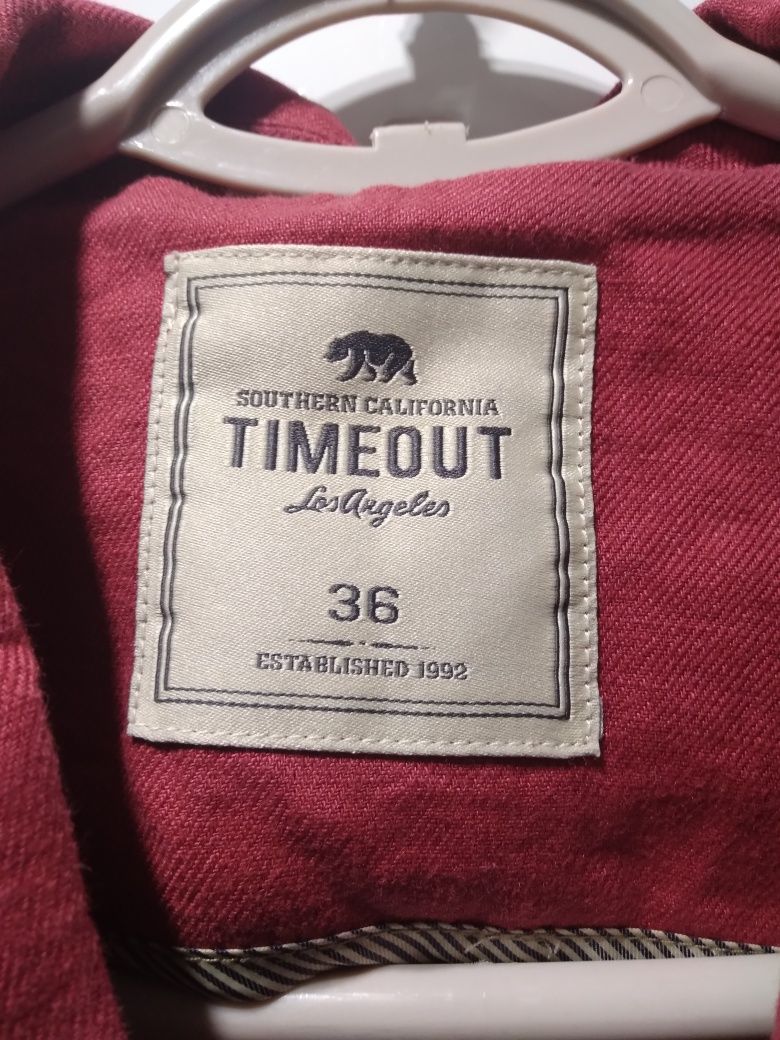 SOUTHERN CALIFORNIA
TIMEOUT
Los Angeles
36
ESTABLISHED 1992